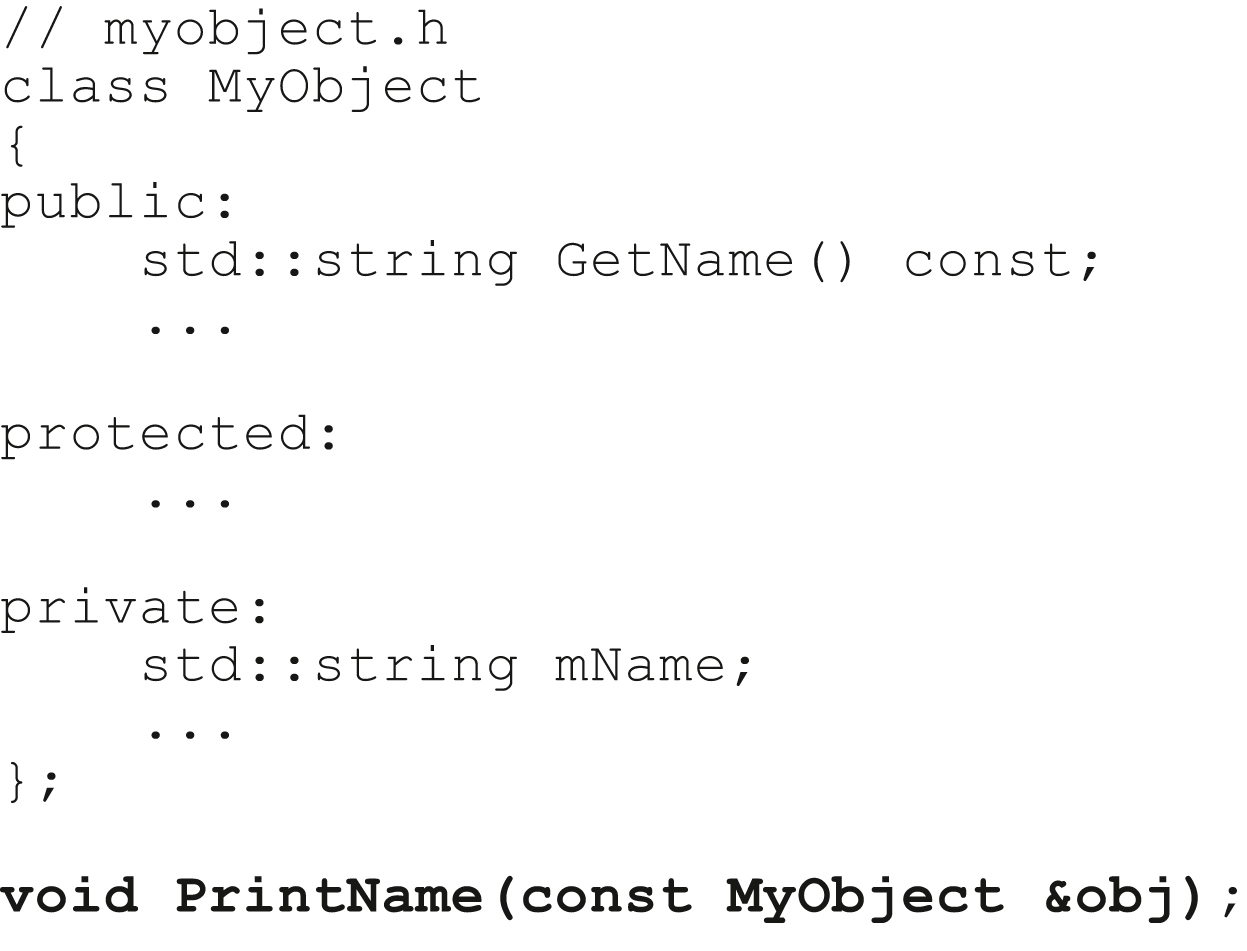 // myobject.h
class MyObject
{
public:
    std::string GetName() const;
    ...
protected:
    ...
private:
    std::string mName;
    ...
};
void PrintName(const MyObject &obj);